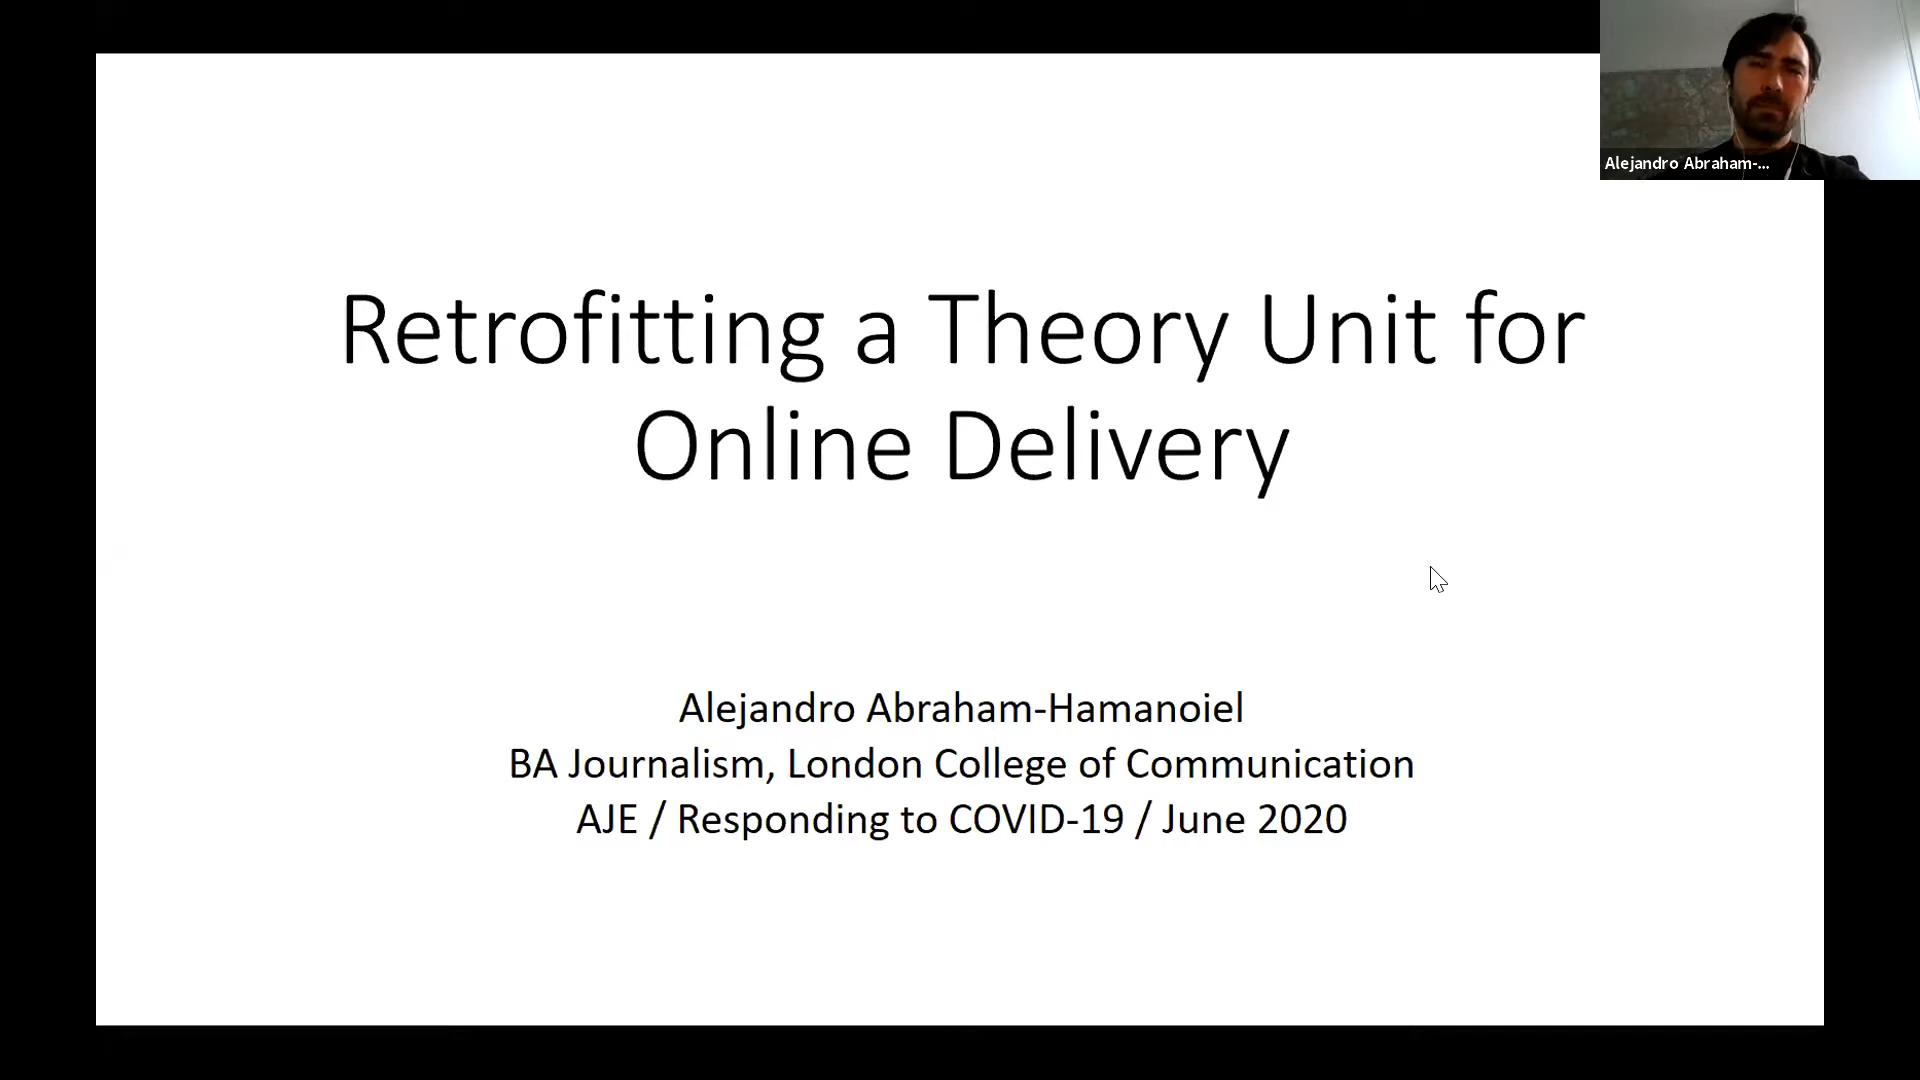 Alejandro Abraham-...
Retrofitting a Theory Unit for
Online Delivery
Alejandro Abraham-Hamanoiel
BA Journalism, London College of Communication
AJE / Responding to COVID-19 / June 2020